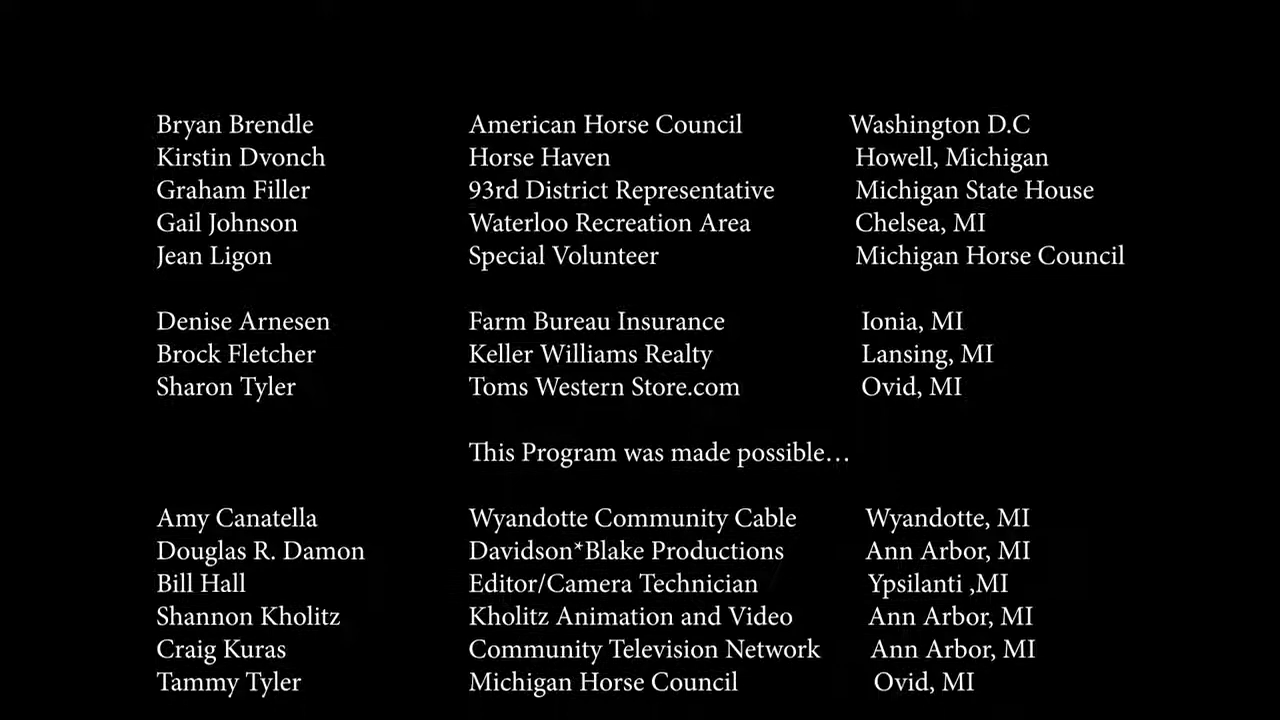 Bryan Brendle American Horse Council Washington D.C
Kirstin Dvonch Horse Haven Howell, Michigan
Graham Filler 93rd District Representative Michigan State House
Gail Johnson Waterloo Recreation Area Chelsea, MI
Jean Ligon Special Volunteer Michigan Horse Council
Denise Arnesen Farm Bureau Insurance Ionia, MI
Brock Fletcher Keller Williams Realty Lansing, MI
Sharon Tyler Toms Western Store.com Ovid, MI
This Program was made possible…
Amy Canatella Wyandotte Community Cable Wyandotte, MI
Douglas R. Damon Davidson*Blake Productions Ann Arbor, MI
Bill Hall Editor/Camera Technician Ypsilanti ,MI
Shannon Kholitz Kholitz Animation and Video Ann Arbor, MI
Craig Kuras Community Television Network Ann Arbor, MI
Tammy Tyler Michigan Horse Council Ovid, MI